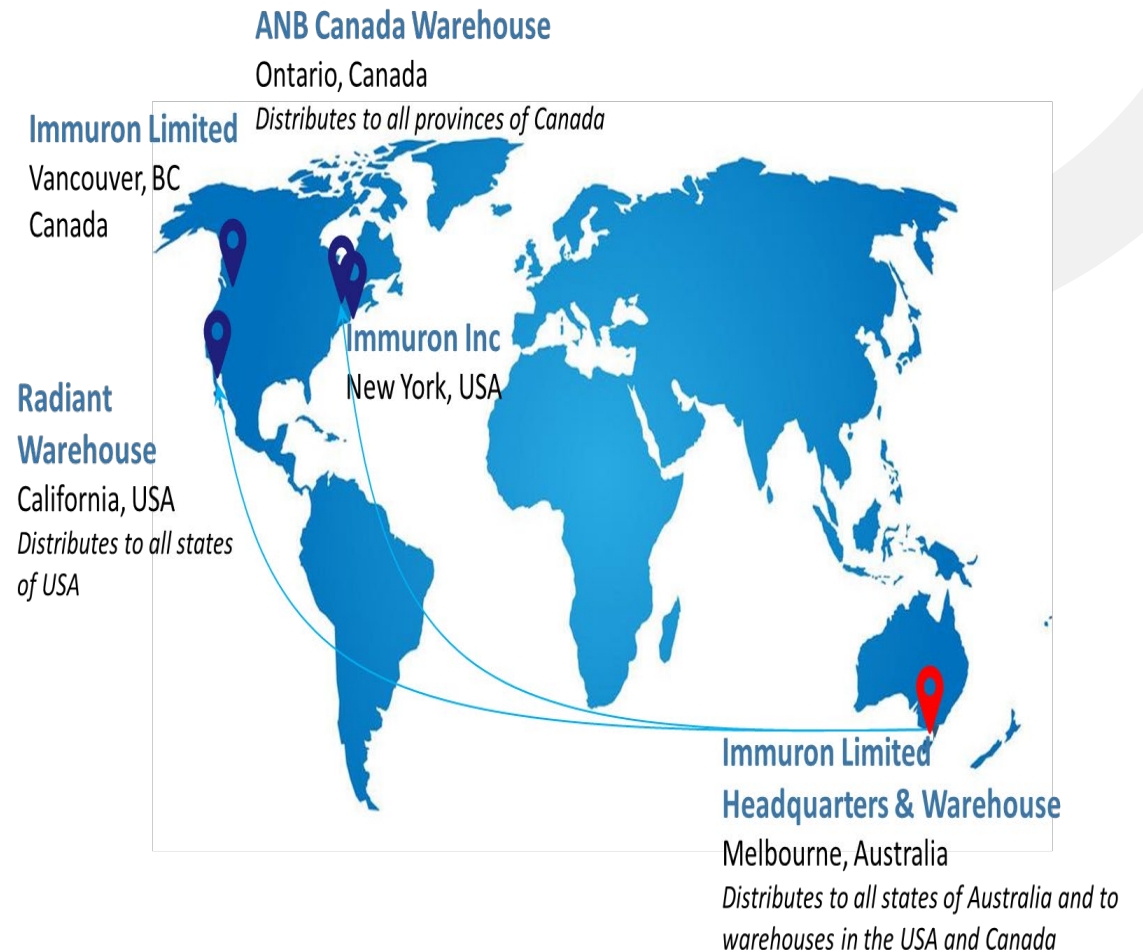 ANB Canada Warehouse
Ontario, Canada
Distributes to all provinces of Canada
Immuron Limited
Vancouver, BC
Canada
Immuron Inc
New York, USA
Radiant
Warehouse
California, USA
Distributes to all states
of USA
Immuron Limited
Headquarters & Warehouse
Melbourne, Australia
Distributes to all states of Australia and to
warehouses in the USA and Canada